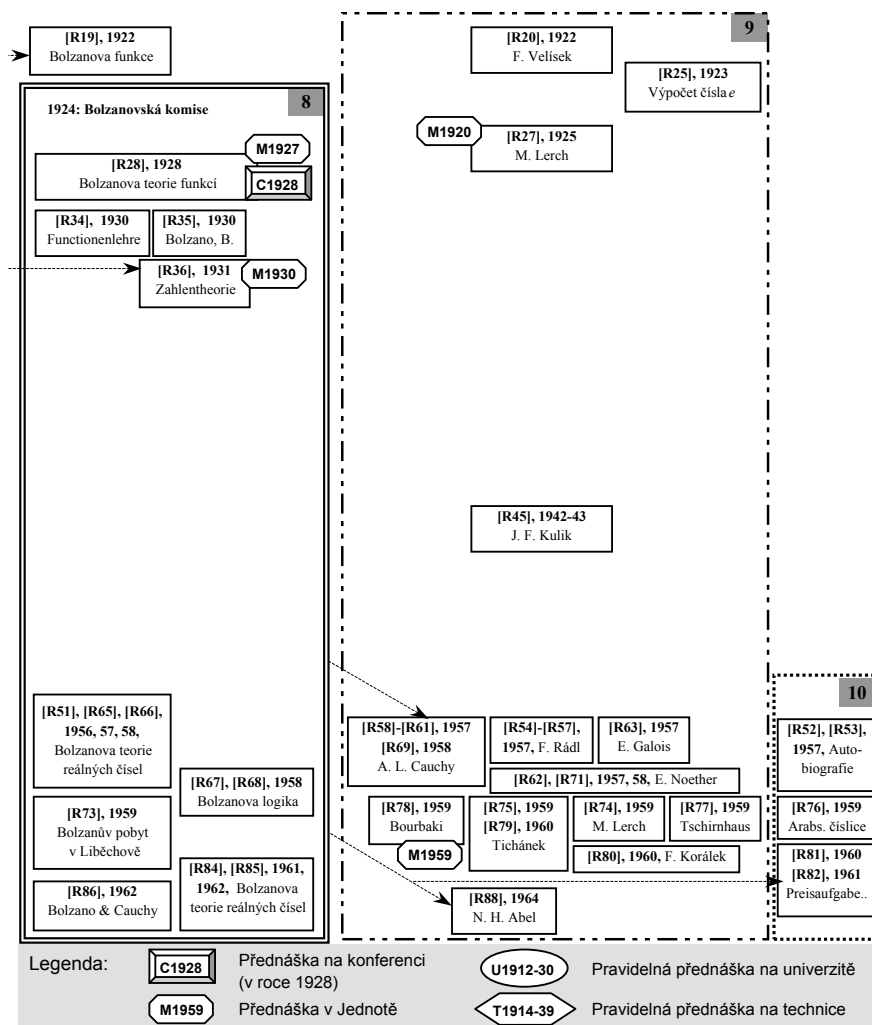 [R19], 1922
Bolzanova funkce
8
1924: Bolzanovská komise
M1927
[R28], 1928
Bolzanova teorie funkcí
C1928
[R34], 1930
Functionenlehre
[R35], 1930
Bolzano, B.
[R36], 1931
Zahlentheorie
M1930
[R51], [R65], [R66],
1956, 57, 58,
Bolzanova teorie
reálných čísel
[R67], [R68], 1958
Bolzanova logika
[R73], 1959
Bolzanův pobyt
v Liběchově
[R84], [R85], 1961,
1962, Bolzanova
teorie reálných čísel
[R86], 1962
Bolzano & Cauchy
9
[R20], 1922
F. Velísek
[R25], 1923
Výpočet čísla e
M1920
[R27], 1925
M. Lerch
[R45], 1942-43
J. F. Kulik
[R58]-[R61], 1957
[R69], 1958
A. L. Cauchy
[R54]-[R57],
1957, F. Rádl
[R63], 1957
E. Galois
[R62], [R71], 1957, 58, E. Noether
[R78], 1959
Bourbaki
M1959
[R75], 1959
[R79], 1960
Tichánek
[R74], 1959
M. Lerch
[R77], 1959
Tschirnhaus
[R80], 1960, F. Korálek
[R88], 1964
N. H. Abel
10
[R52], [R53],
1957, Auto-
biografie
[R76], 1959
Arabs. číslice
[R81], 1960
[R82], 1961
Preisaufgabe..
Legenda:
C1928
Přednáška na konferenci
(v roce 1928)
M1959
Přednáška v Jednotě
U1912-30
Pravidelná přednáška na univerzitě
T1914-39
Pravidelná přednáška na technice